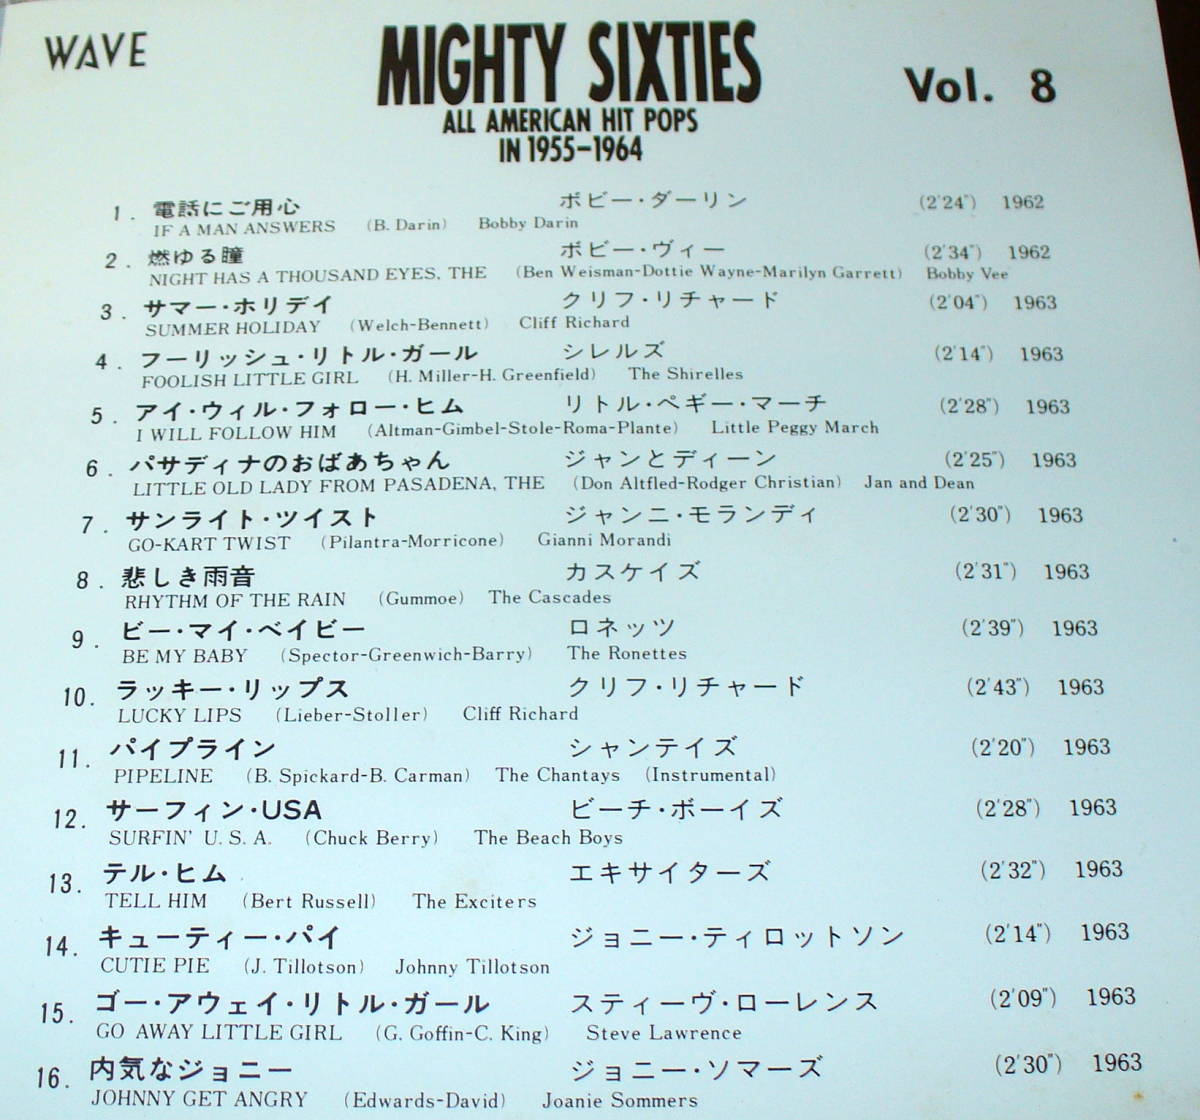 WAVE
MIGHTY SIXTIES
Vol. 8
ALL AMERICAN HIT POPS
IN 1955-1964
1. 電話にご用心 ボビー・ダーリン (2'24") 1962
IF A MAN ANSWERS (B. Darin) Bobby Darin
2. 燃ゆる瞳 ボビー・ヴィー (2'34") 1962
NIGHT HAS A THOUSAND EYES, THE (Ben Weisman-Dottie Wayne-Marilyn Garrett) Bobby Vee
3. サマー・ホリデイ クリフ・リチャード (2'04") 1963
SUMMER HOLIDAY (Welch-Bennett) Cliff Richard
4. フーリッシュ・リトル・ガール シレルズ (2'14") 1963
FOOLISH LITTLE GIRL (H. Miller-H. Greenfield) The Shirelles
5. アイ・ウィル・フォロー・ヒム リトル・ペギー・マーチ (2'28") 1963
I WILL FOLLOW HIM (Altman-Gimbel-Stole-Roma-Plante) Little Peggy March
6. パサディナのおばあちゃん ジャンとディーン (2'25") 1963
LITTLE OLD LADY FROM PASADENA, THE (Don Altfled-Rodger Christian) Jan and Dean
7. サンライト・ツイスト ジャンニ・モランディ (2'30") 1963
GO-KART TWIST (Pilantra-Morricone) Gianni Morandi
8. 悲しき雨音 カスケイズ (2'31") 1963
RHYTHM OF THE RAIN (Gummoe) The Cascades
9. ビー・マイ・ベイビー ロネッツ (2'39") 1963
BE MY BABY (Spector-Greenwich-Barry) The Ronettes
10. ラッキー・リップス クリフ・リチャード (2'43") 1963
LUCKY LIPS (Lieber-Stoller) Cliff Richard
11. パイプライン シャンテイズ (2'20") 1963
PIPELINE (B. Spickard-B. Carman) The Chantays (Instrumental)
12. サーフィン・USA ビーチ・ボーイズ (2'28") 1963
SURFIN' U. S. A. (Chuck Berry) The Beach Boys
13. テル・ヒム エキサイターズ (2'32") 1963
TELL HIM (Bert Russell) The Exciters
14. キューティー・パイ ジョニー・ティロットソン (2'14") 1963
CUTIE PIE (J. Tillotson) Johnny Tillotson
15. ゴー・アウェイ・リトル・ガール スティーヴ・ローレンス (2'09") 1963
GO AWAY LITTLE GIRL (G. Goffin-C. King) Steve Lawrence
16. 内気なジョニー ジョニー・ソマーズ (2'30") 1963
JOHNNY GET ANGRY (Edwards-David) Joanie Sommers